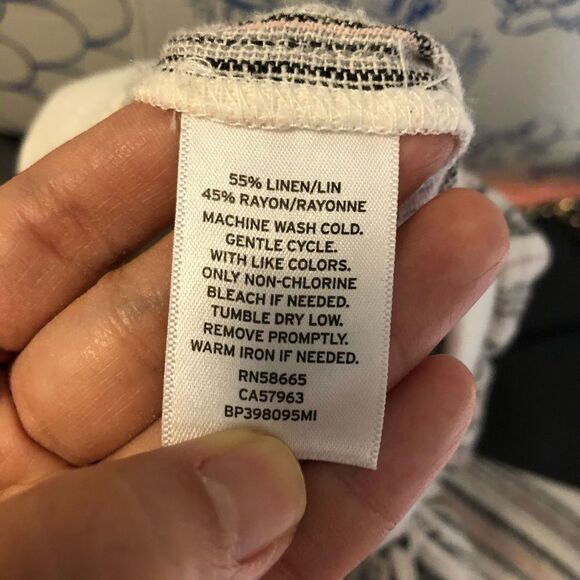 55% LINEN/LIN
45% RAYON/RAYONNE
MACHINE WASH COLD.
GENTLE CYCLE.
WITH LIKE COLORS.
ONLY NON-CHLORINE
BLEACH IF NEEDED.
TUMBLE DRY LOW.
REMOVE PROMPTLY.
WARM IRON IF NEEDED.
RN58665
CA57963
BP398095MI